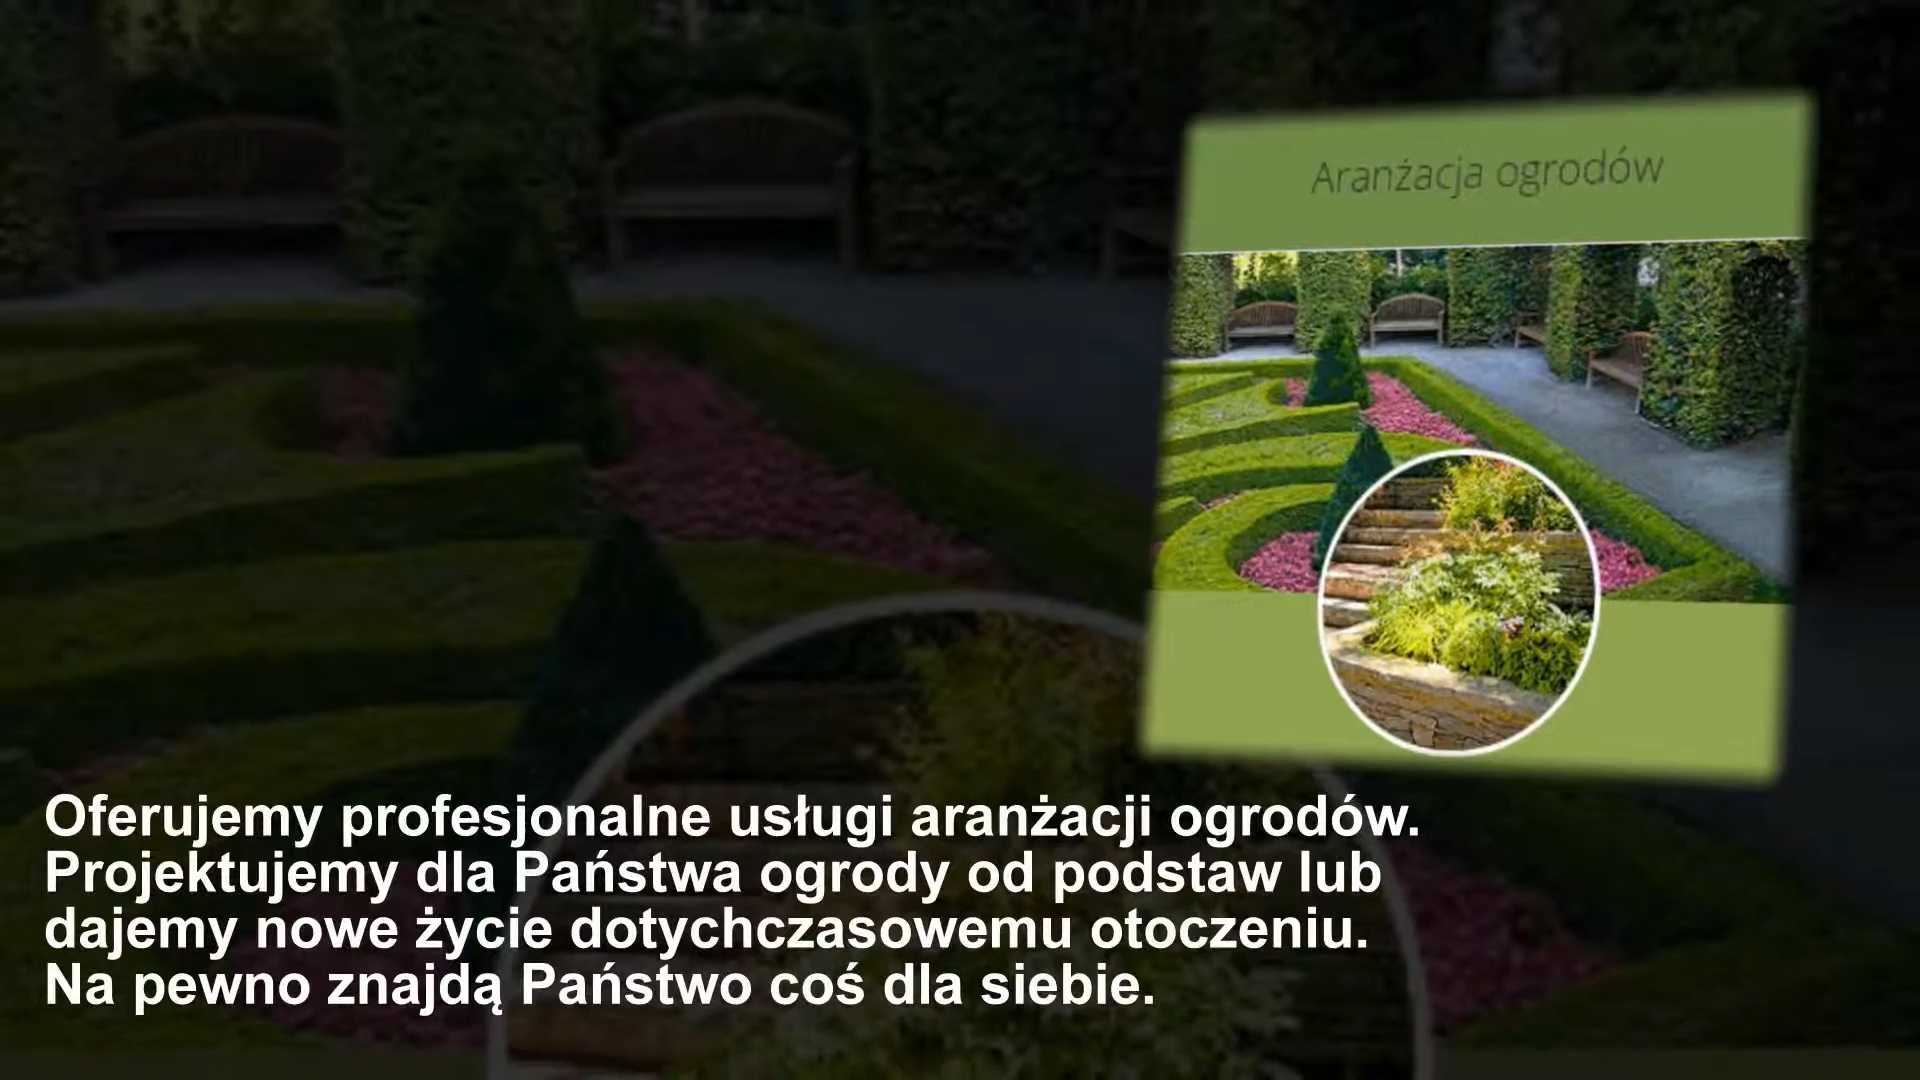 Aranżacja ogrodów
Oferujemy profesjonalne usługi aranżacji ogrodów.
Projektujemy dla Państwa ogrody od podstaw lub
dajemy nowe życie dotychczasowemu otoczeniu.
Na pewno znajdą Państwo coś dla siebie.